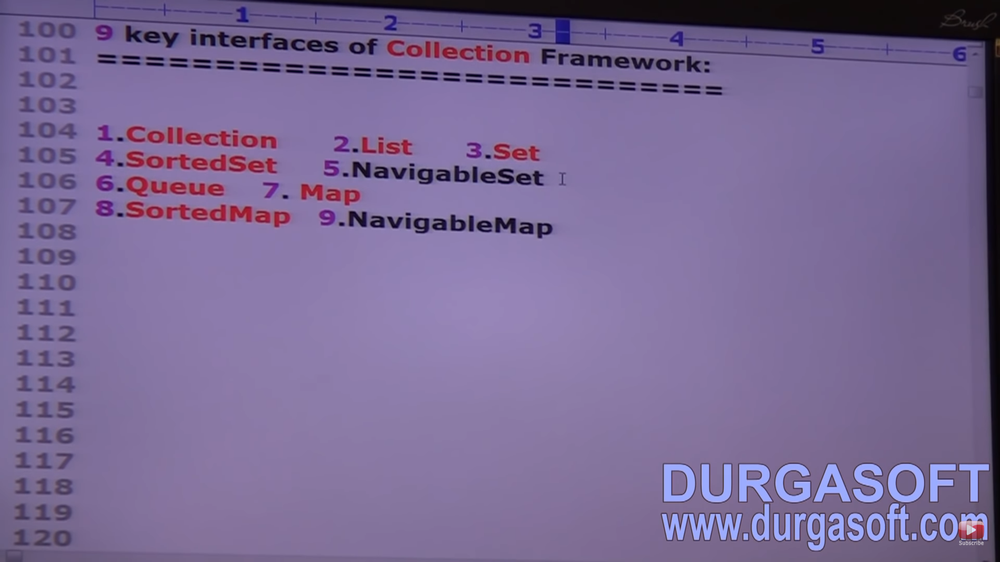 Brush
1 2 3 4 5 6
100 9 key interfaces of Collection Framework:
101 ============================
102
103
104 1.Collection 2.List 3.Set
105 4.SortedSet 5.NavigableSet
106 6.Queue 7. Map
107 8.SortedMap 9.NavigableMap
108
109
110
111
112
113
114
115
116
117
118
119
120
DURGASOFT
www.durgasoft.com
Subscribe